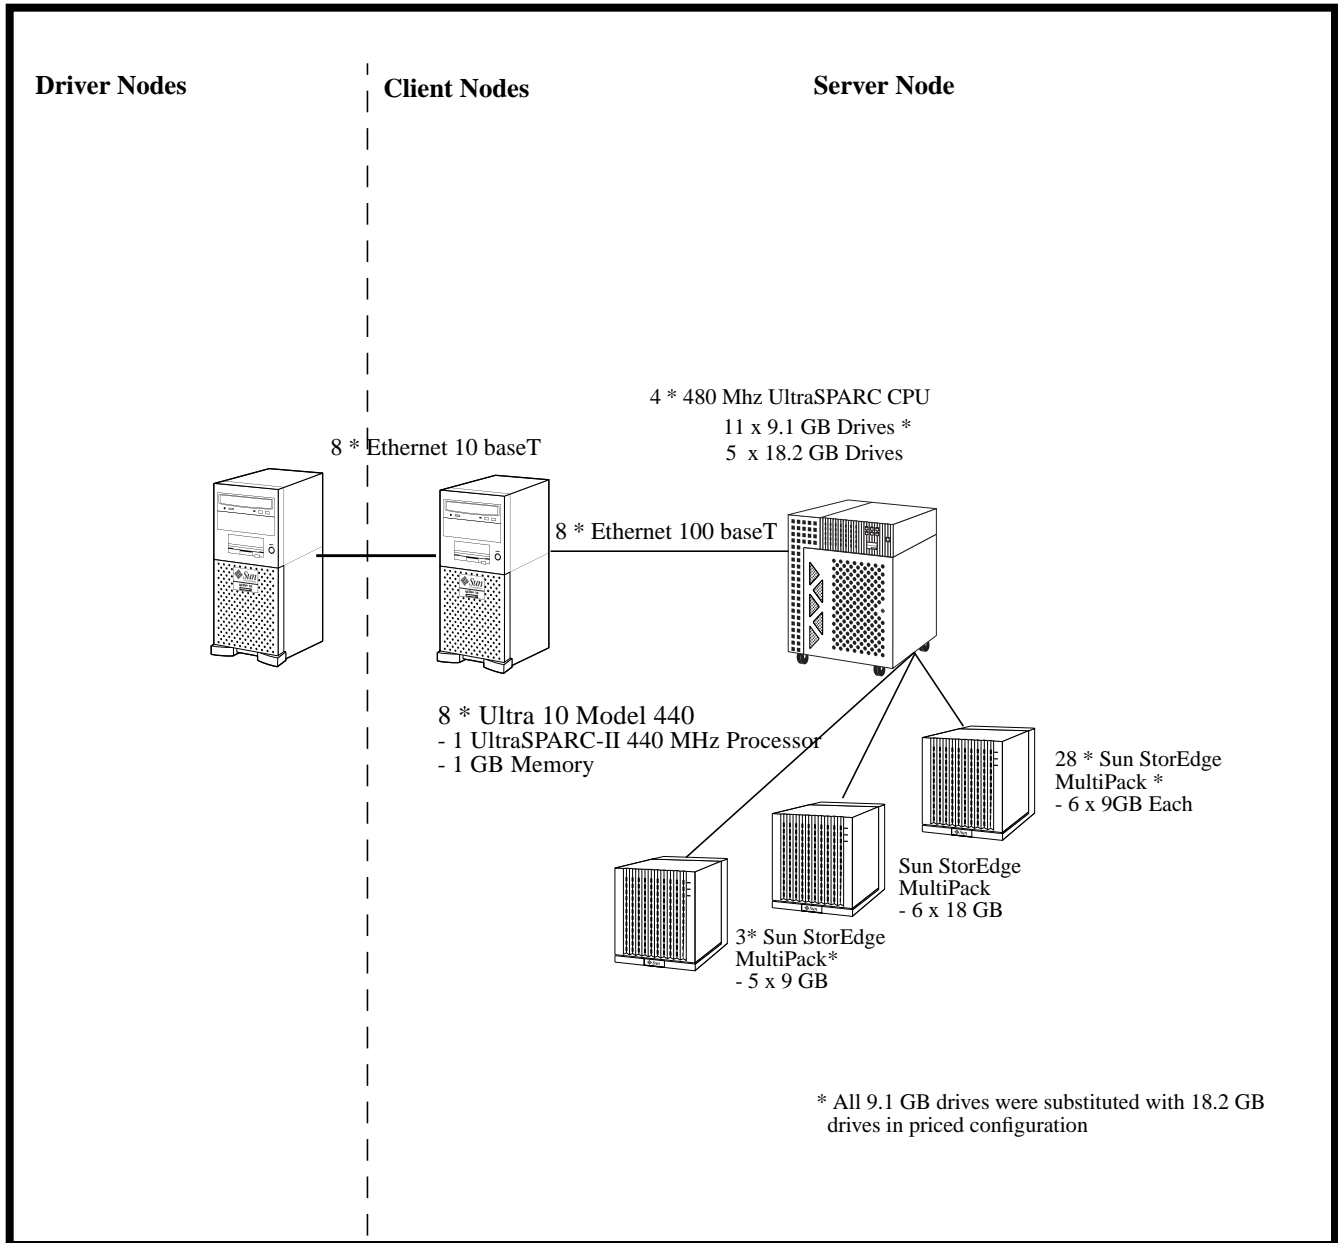 Driver Nodes
Client Nodes
Server Node
4 * 480 Mhz UltraSPARC CPU
11 x 9.1 GB Drives *
5 x 18.2 GB Drives
8 * Ethernet 10 baseT
8 * Ethernet 100 baseT
Sun
Sun
8 * Ultra 10 Model 440
- 1 UltraSPARC-II 440 MHz Processor
- 1 GB Memory
28 * Sun StorEdge
MultiPack *
- 6 x 9GB Each
Sun StorEdge
MultiPack
- 6 x 18 GB
3* Sun StorEdge
MultiPack*
- 5 x 9 GB
* All 9.1 GB drives were substituted with 18.2 GB
drives in priced configuration